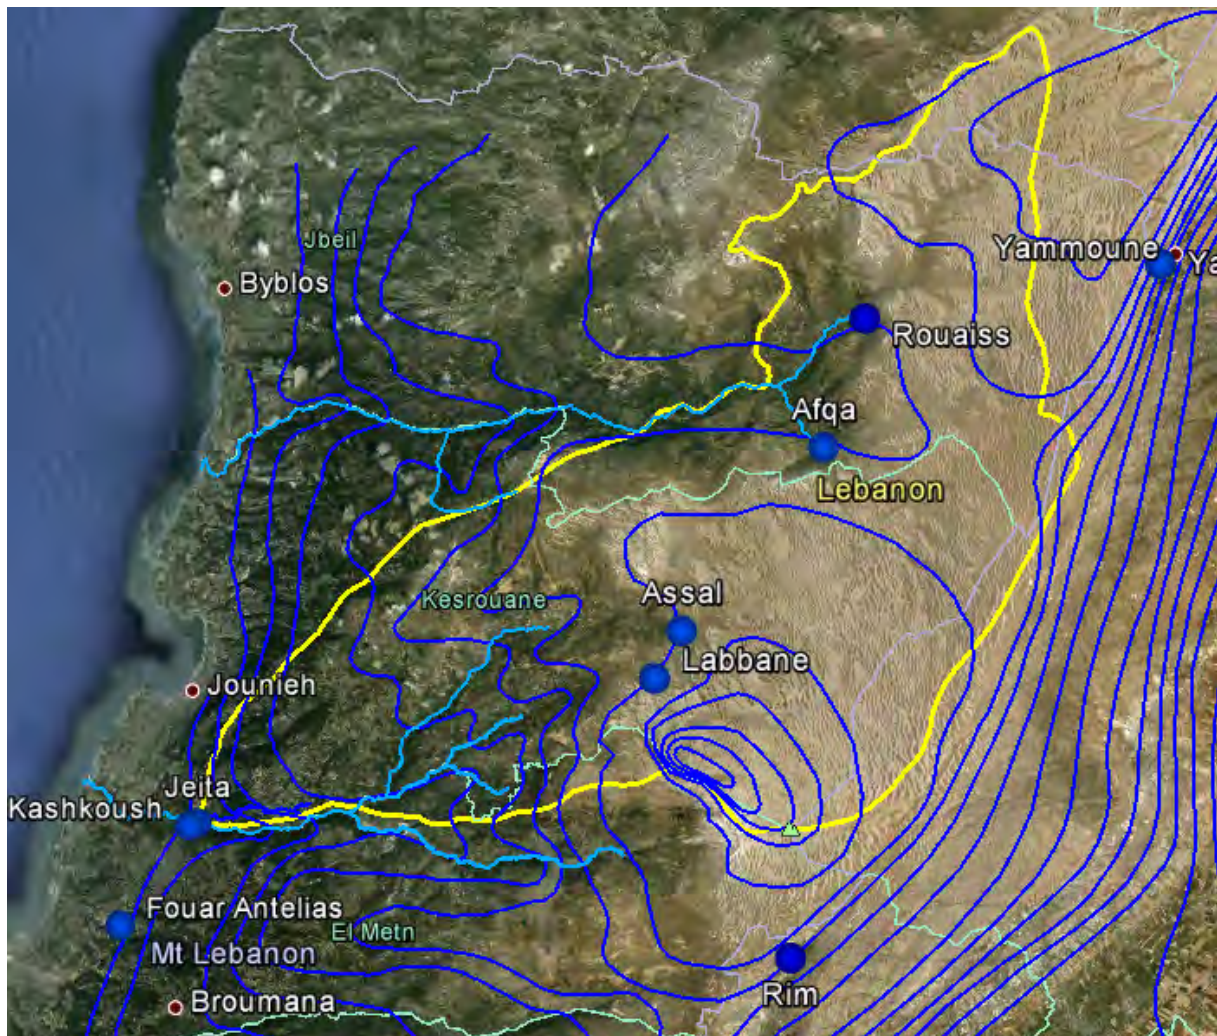 Jbeil
Yammoune
Ya
Byblos
Rouaiss
Afqa
Lebanon
Assal
Kesrouane
Labbane
Jounieh
Jeita
Kashkoush
Fouar Antelias
El Metn
Mt Lebanon
Rim
Broumana